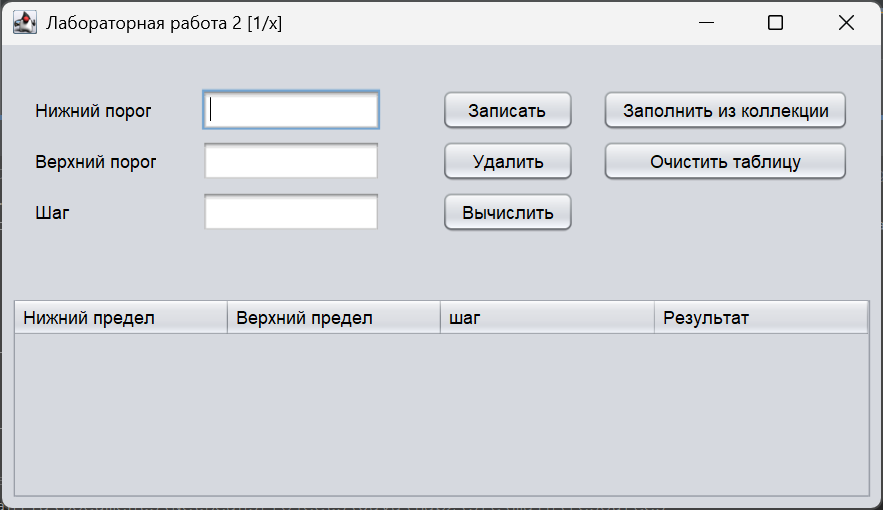 Лабораторная работа 2 [1/x]
Нижний порог
Записать
Заполнить из коллекции
Верхний порог
Удалить
Очистить таблицу
Шаг
Вычислить
Нижний предел
Верхний предел
шаг
Результат